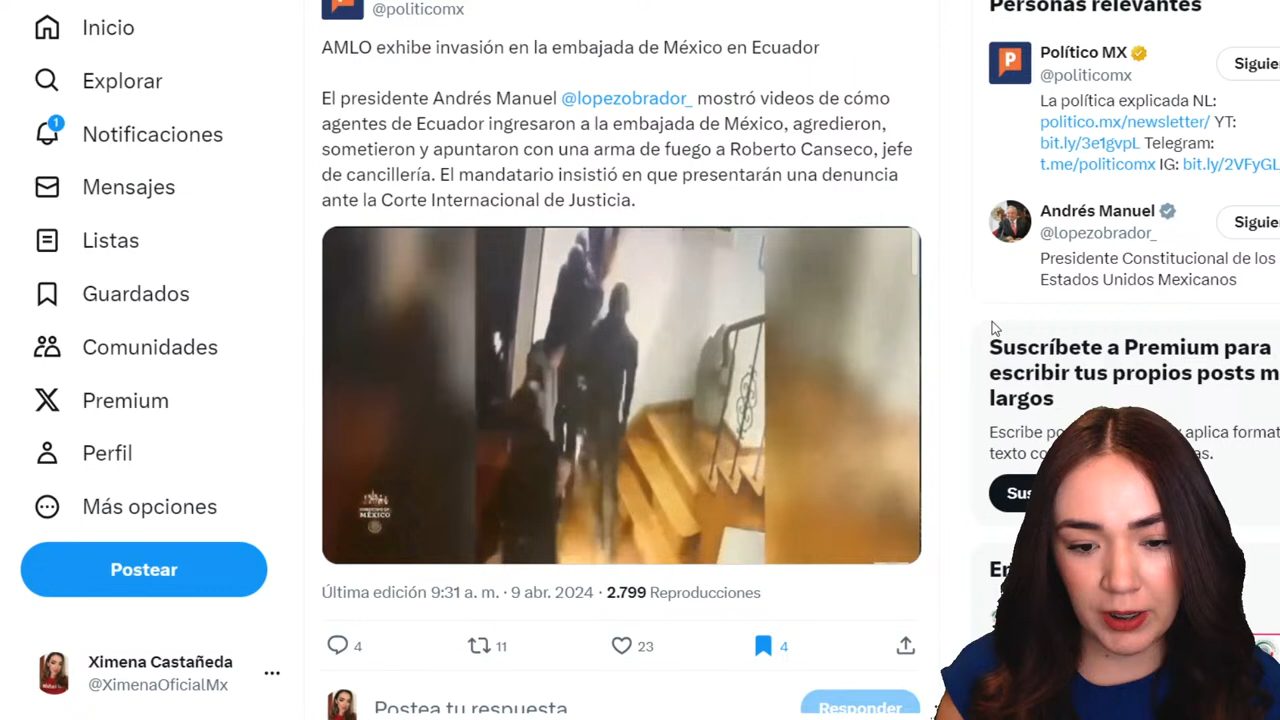 Inicio
Explorar
1
Notificaciones
Mensajes
Listas
Guardados
Comunidades
Premium
Perfil
Más opciones
Postear
Ximena Castañeda
@XimenaOficialMx
@politicomx
AMLO exhibe invasión en la embajada de México en Ecuador
El presidente Andrés Manuel @lopezobrador_ mostró videos de cómo
agentes de Ecuador ingresaron a la embajada de México, agredieron,
sometieron y apuntaron con una arma de fuego a Roberto Canseco, jefe
de cancillería. El mandatario insistió en que presentarán una denuncia
ante la Corte Internacional de Justicia.
MÉXICO
Última edición 9:31 a. m. · 9 abr. 2024 · 2.799 Reproducciones
4
11
23
4
Postea tu respuesta
Responder
Personas relevantes
Político MX
@politicomx
Siguie
La política explicada NL:
politico.mx/newsletter/ YT:
bit.ly/3e1gvpL Telegram:
t.me/politicomx IG: bit.ly/2VFyGL
Andrés Manuel
@lopezobrador_
Siguie
Presidente Constitucional de los
Estados Unidos Mexicanos
Suscríbete a Premium para
escribir tus propios posts m
largos
Escribe po y aplica format
texto co as.
Sus